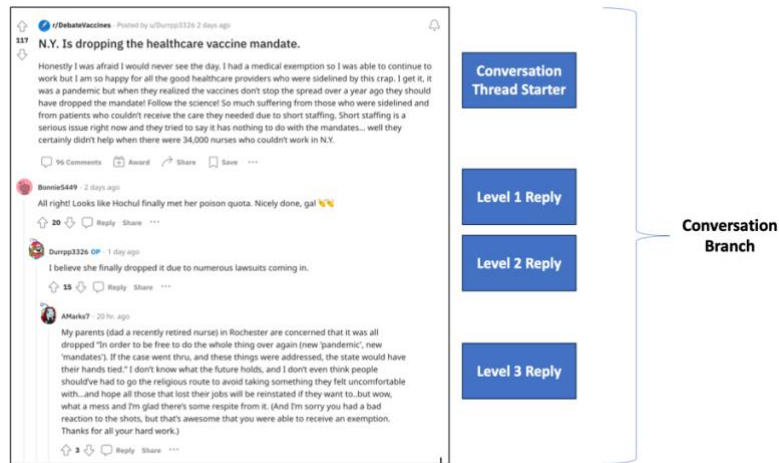 r/DebateVaccines · Posted by u/Durrpp3326 2 days ago
117
N.Y. Is dropping the healthcare vaccine mandate.
Honestly I was afraid I would never see the day. I had a medical exemption so I was able to continue to
work but I am so happy for all the good healthcare providers who were sidelined by this crap. I get it, it
was a pandemic but when they realized the vaccines don't stop the spread over a year ago they should
have dropped the mandate! Follow the science! So much suffering from those who were sidelined and
from patients who couldn't receive the care they needed due to short staffing. Short staffing is a
serious issue right now and they tried to say it has nothing to do with the mandates... well they
certainly didn't help when there were 34,000 nurses who couldn't work in N.Y.
96 Comments Award Share Save ···
Bonnie5449 · 2 days ago
All right! Looks like Hochul finally met her poison quota. Nicely done, gal
20 Reply Share ···
Durrpp3326 OP · 1 day ago
I believe she finally dropped it due to numerous lawsuits coming in.
15 Reply Share ···
AMarks7 · 20 hr. ago
My parents (dad a recently retired nurse) in Rochester are concerned that it was all
dropped "In order to be free to do the whole thing over again (new 'pandemic', new
'mandates'). If the case went thru, and these things were addressed, the state would have
their hands tied." I don't know what the future holds, and I don't even think people
should've had to go the religious route to avoid taking something they felt uncomfortable
with...and hope all those that lost their jobs will be reinstated if they want to..but wow,
what a mess and I'm glad there's some respite from it. (And I'm sorry you had a bad
reaction to the shots, but that's awesome that you were able to receive an exemption.
Thanks for all your hard work.)
3 Reply Share ···
Conversation
Thread Starter
Level 1 Reply
Level 2 Reply
Level 3 Reply
Conversation
Branch